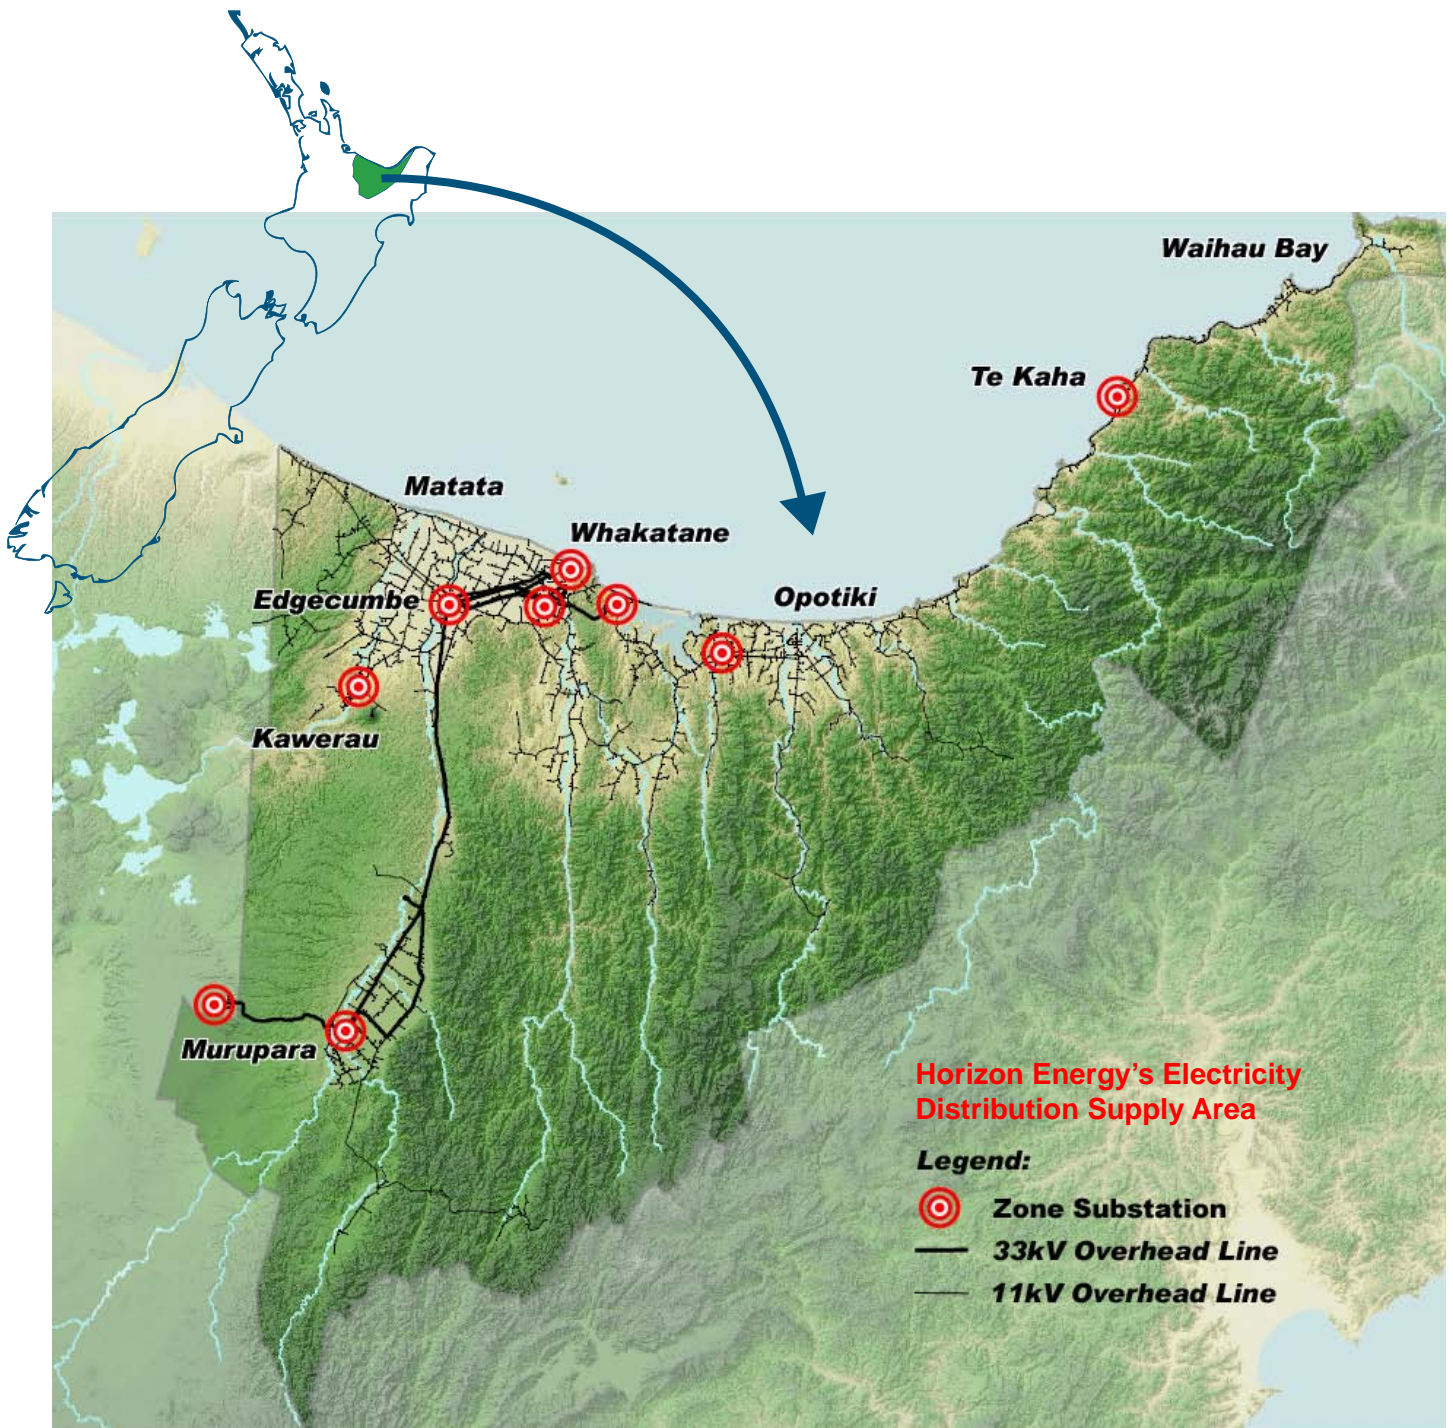 Waihau Bay
Te Kaha
Matata
Whakatane
Edgecumbe
Opotiki
Kawerau
Murupara
Horizon Energy’s Electricity
Distribution Supply Area
Legend:
Zone Substation
33kV Overhead Line
11kV Overhead Line